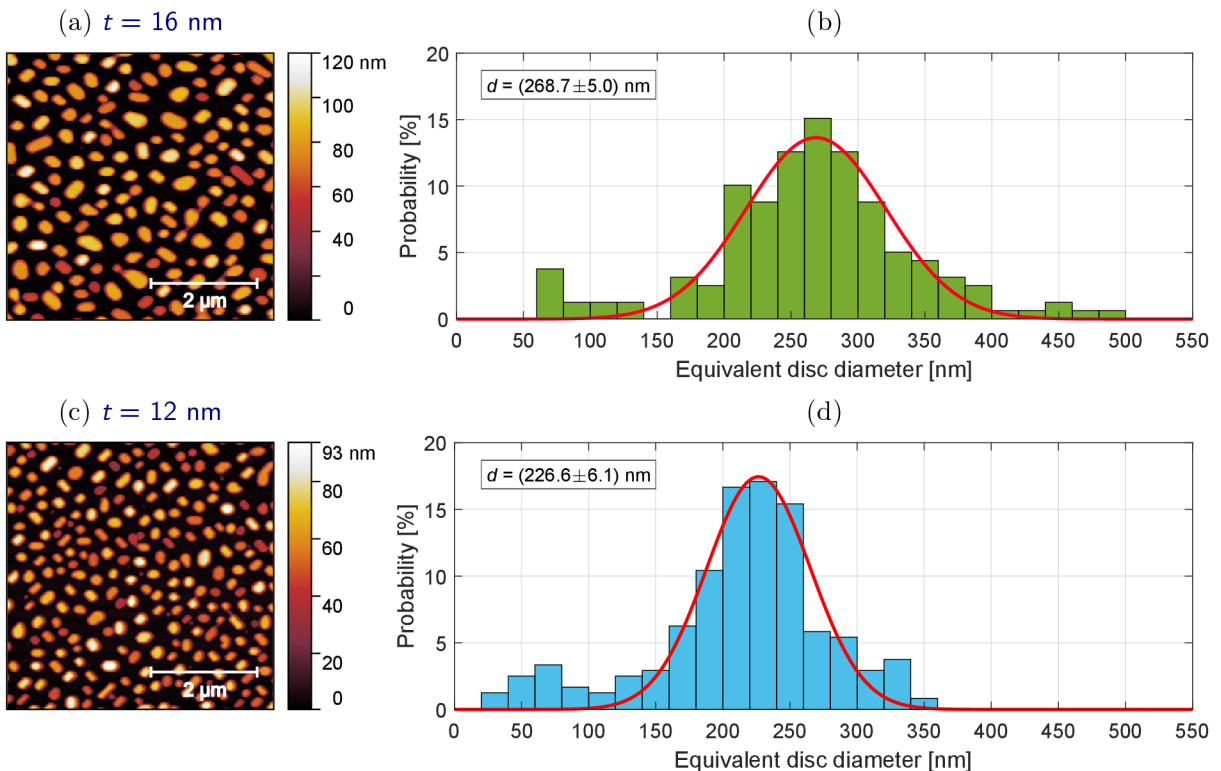 (a) t = 16 nm
120 nm
100
80
60
40
0
2 µm
(b)
d = (268.7±5.0) nm
Probability [%]
20
15
10
5
0
0 50 100 150 200 250 300 350 400 450 500 550
Equivalent disc diameter [nm]
(c) t = 12 nm
93 nm
80
60
40
20
0
2 µm
(d)
d = (226.6±6.1) nm
Probability [%]
20
15
10
5
0
0 50 100 150 200 250 300 350 400 450 500 550
Equivalent disc diameter [nm]